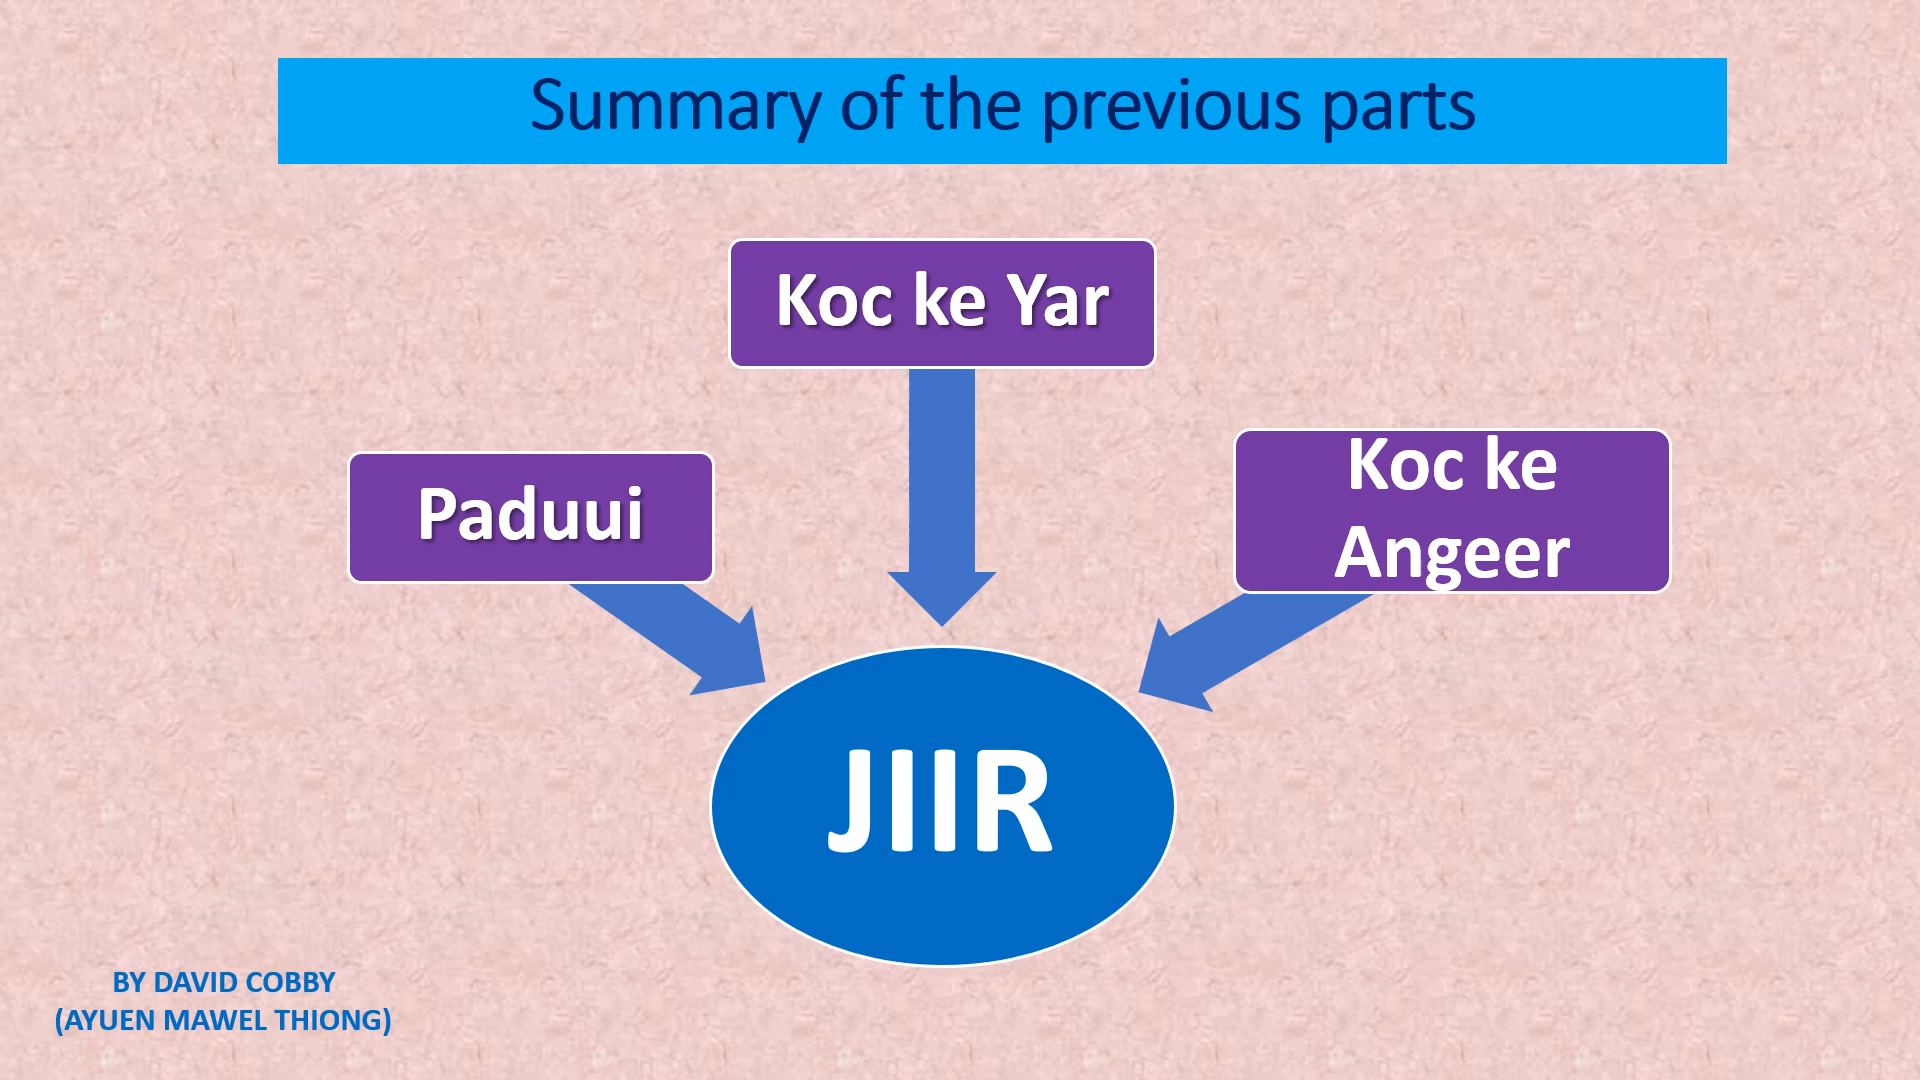 Summary of the previous parts
Koc ke Yar
Paduui
Koc ke
Angeer
JIIR
BY DAVID COBBY
(AYUEN MAWEL THIONG)